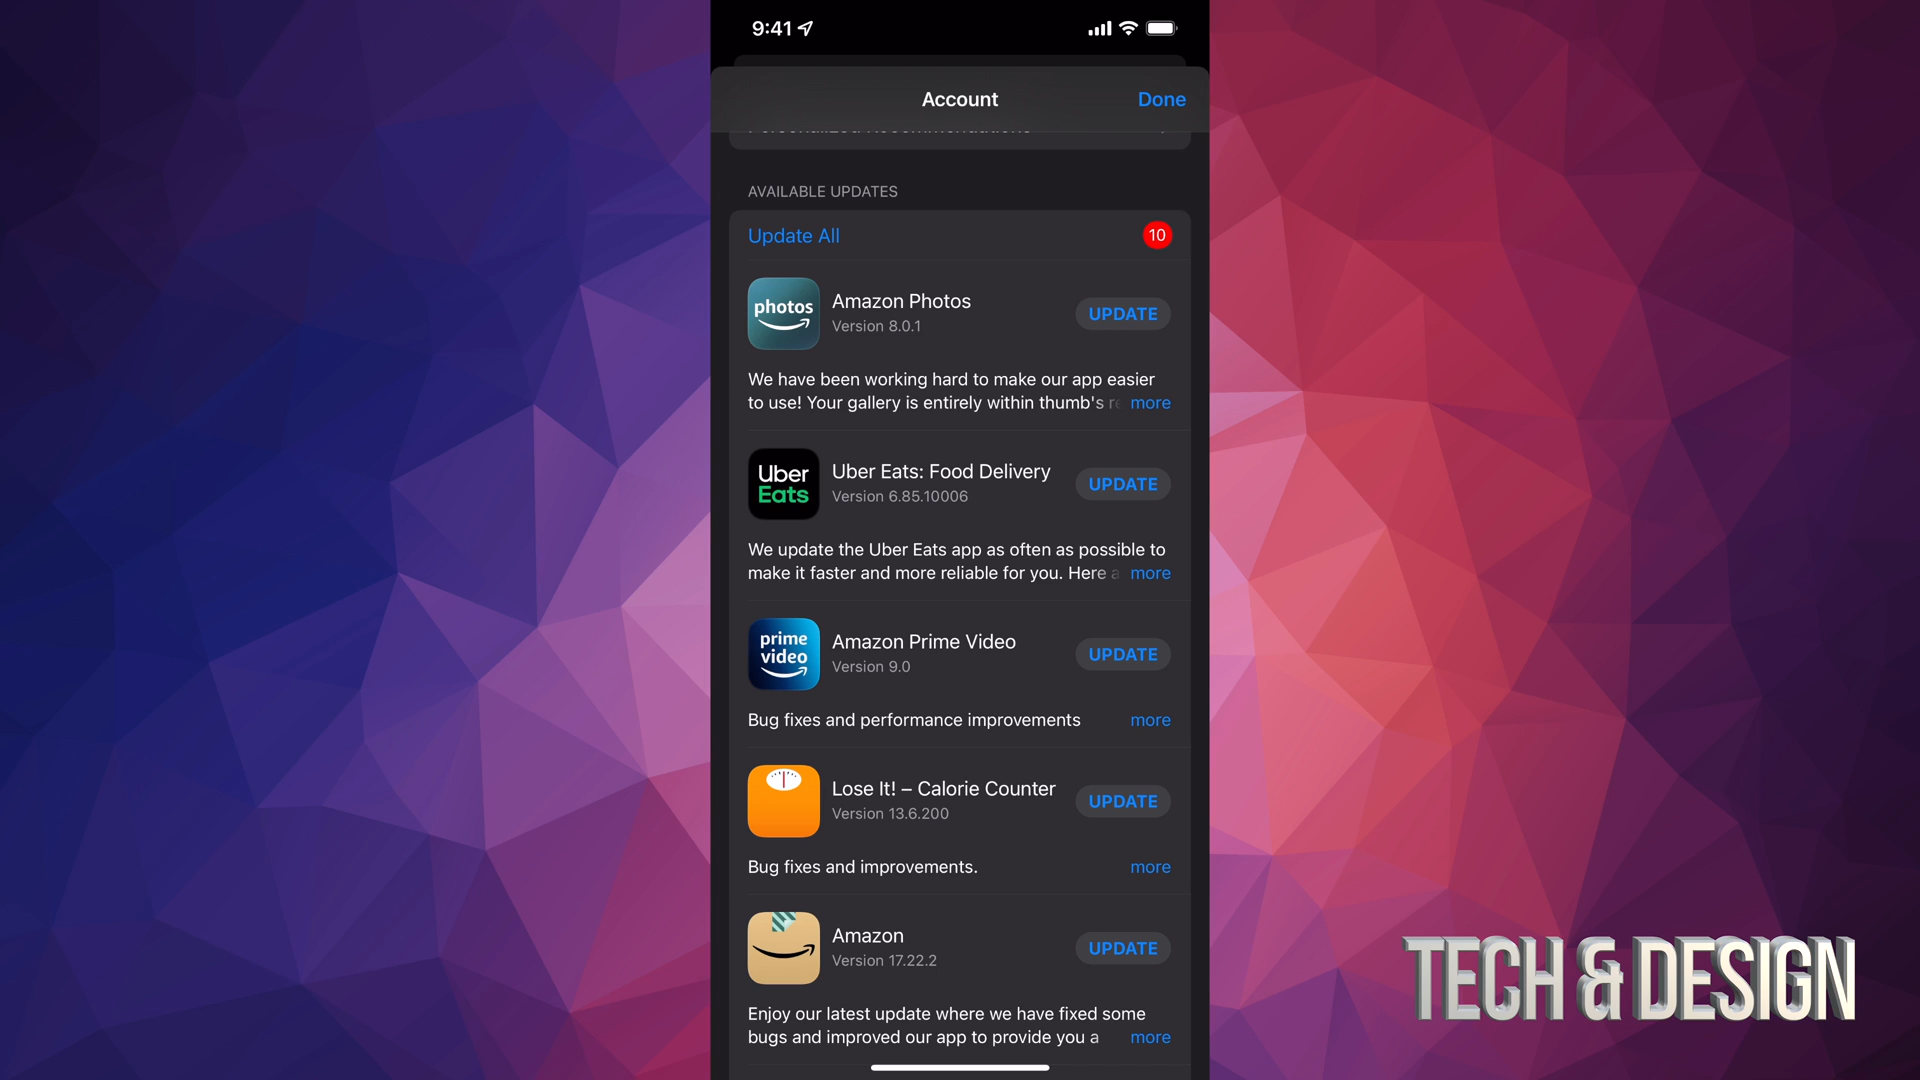 9:41
Account
Done
Personalized Recommendations
AVAILABLE UPDATES
Update All
10
photos
Amazon Photos
Version 8.0.1
UPDATE
We have been working hard to make our app easier
to use! Your gallery is entirely within thumb's more
Uber
Eats
Uber Eats: Food Delivery
Version 6.85.10006
UPDATE
We update the Uber Eats app as often as possible to
make it faster and more reliable for you. Here a more
prime
video
Amazon Prime Video
Version 9.0
UPDATE
Bug fixes and performance improvements more
Lose It! – Calorie Counter
Version 13.6.200
UPDATE
Bug fixes and improvements. more
Amazon
Version 17.22.2
UPDATE
Enjoy our latest update where we have fixed some
bugs and improved our app to provide you a more
TECH & DESIGN